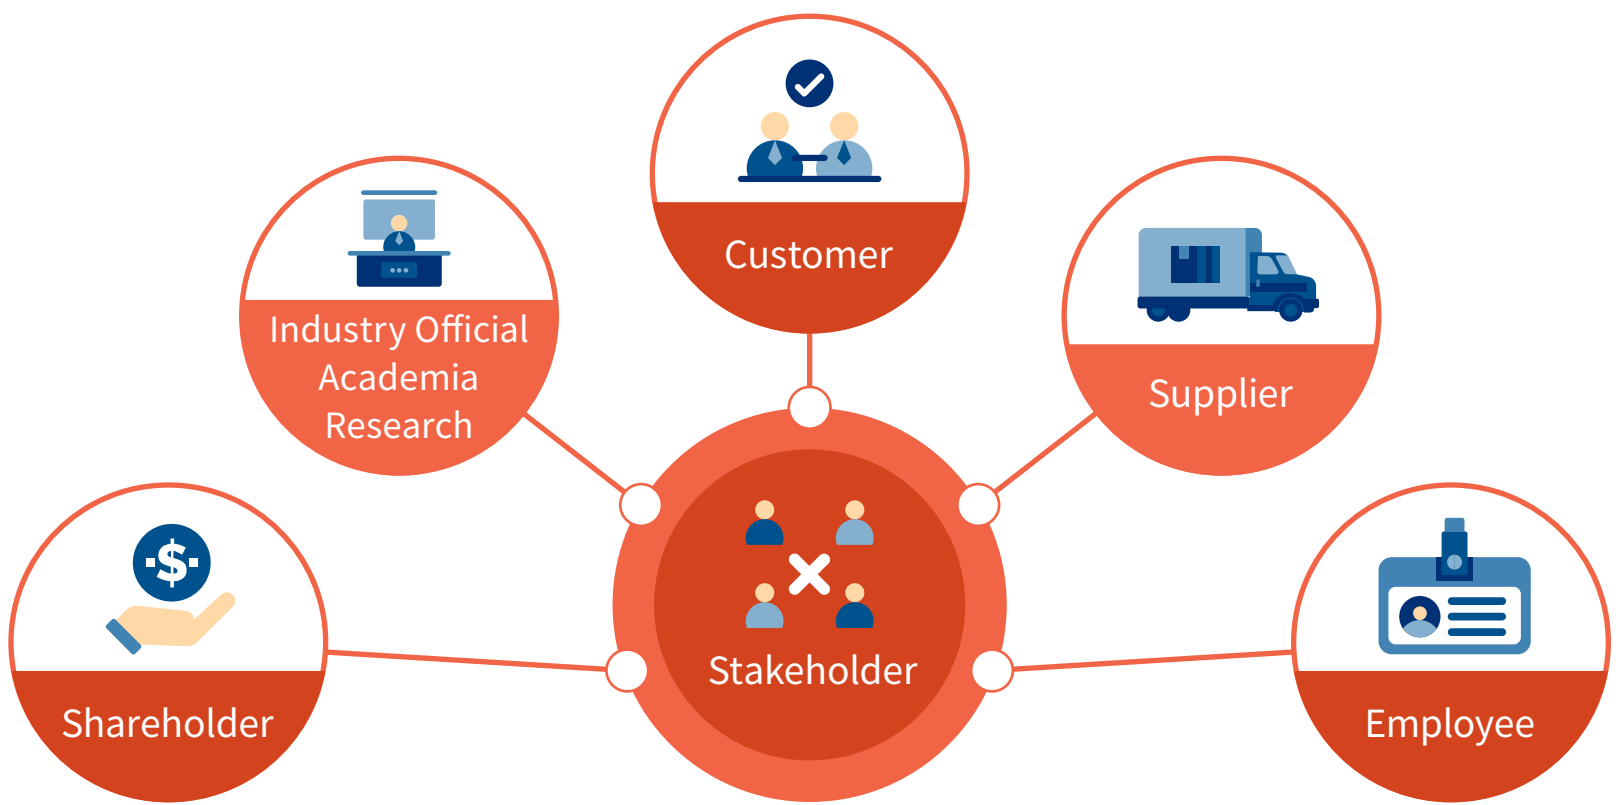 Customer
Industry Official
Academia
Research
Supplier
$
Stakeholder
Shareholder
Employee